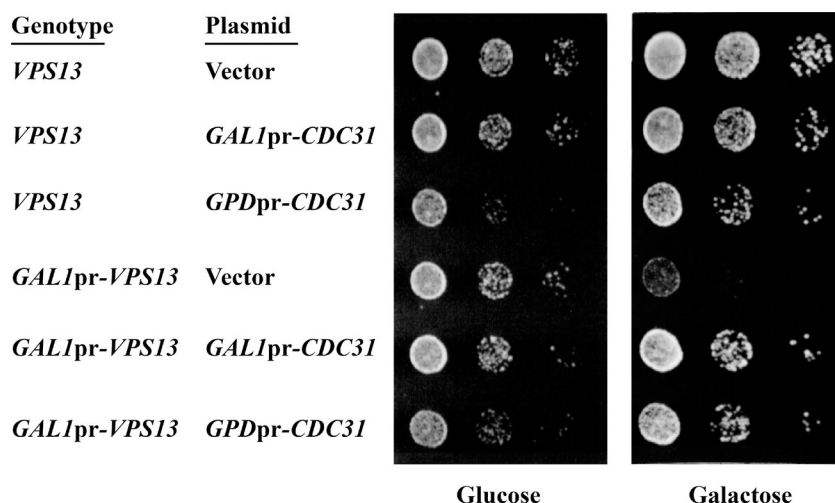 Genotype Plasmid
VPS13 Vector
VPS13 GAL1pr-CDC31
VPS13 GPDpr-CDC31
GAL1pr-VPS13 Vector
GAL1pr-VPS13 GAL1pr-CDC31
GAL1pr-VPS13 GPDpr-CDC31
Glucose Galactose